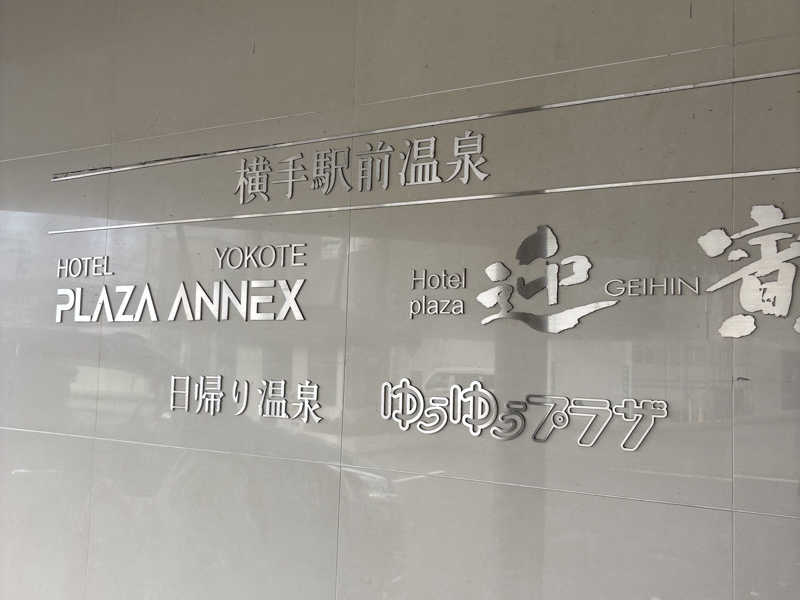 横手駅前温泉
HOTEL YOKOTE
PLAZA ANNEX
Hotel plaza 迎 GEIHIN 賓
日帰り温泉 ゆうゆうプラザ